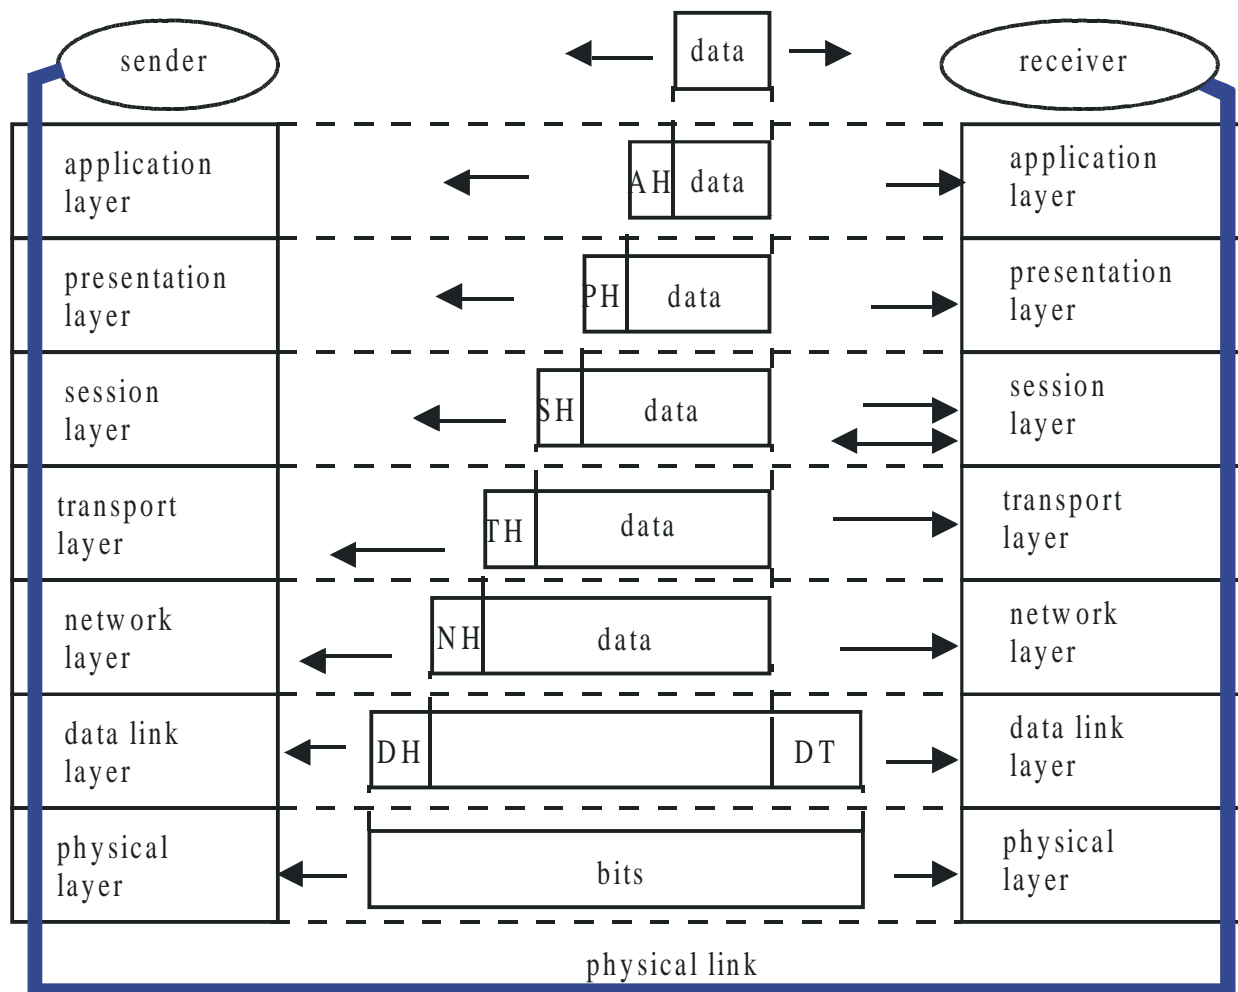 sender
data
receiver
application
layer
AH
data
application
layer
presentation
layer
PH
data
presentation
layer
session
layer
SH
data
session
layer
transport
layer
TH
data
transport
layer
network
layer
NH
data
network
layer
data link
layer
DH
DT
data link
layer
physical
layer
bits
physical
layer
physical link